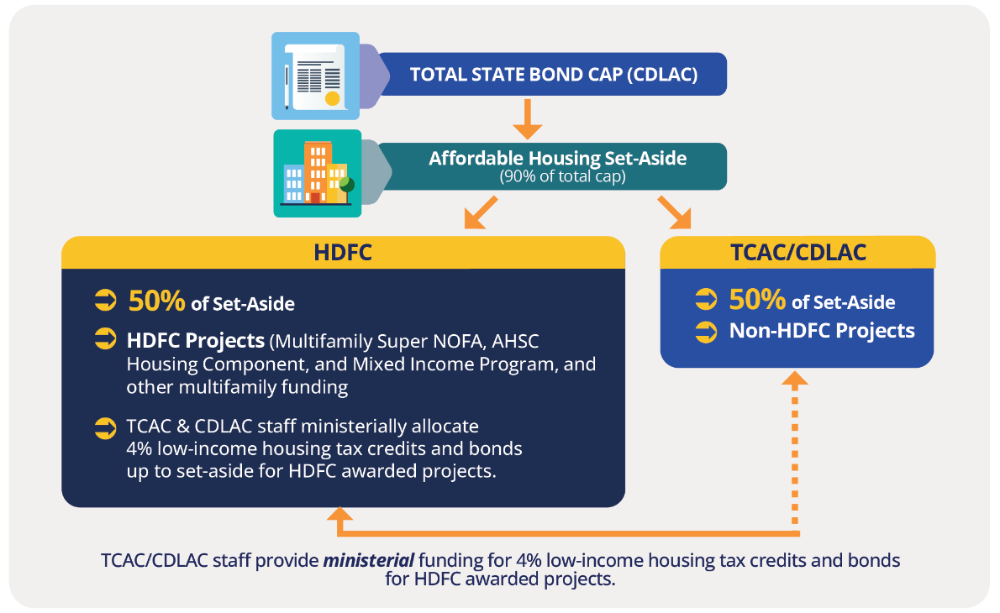 TOTAL STATE BOND CAP (CDLAC)
Affordable Housing Set-Aside
(90% of total cap)
HDFC
50% of Set-Aside
HDFC Projects (Multifamily Super NOFA, AHSC
Housing Component, and Mixed Income Program, and
other multifamily funding
TCAC & CDLAC staff ministerially allocate
4% low-income housing tax credits and bonds
up to set-aside for HDFC awarded projects.
TCAC/CDLAC
50% of Set-Aside
Non-HDFC Projects
TCAC/CDLAC staff provide ministerial funding for 4% low-income housing tax credits and bonds
for HDFC awarded projects.